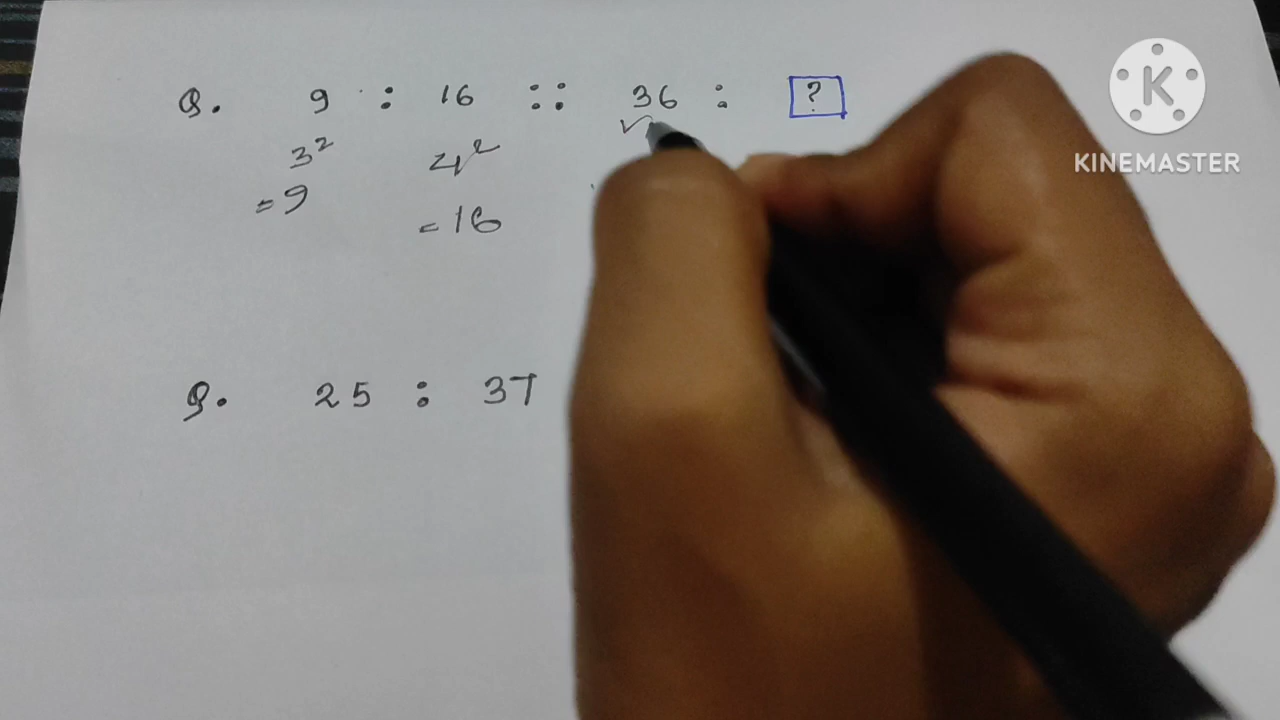 Q. 9 : 16 :: 36 : ?
3² 4²
=9 =16
Q. 25 : 37
KINEMASTER